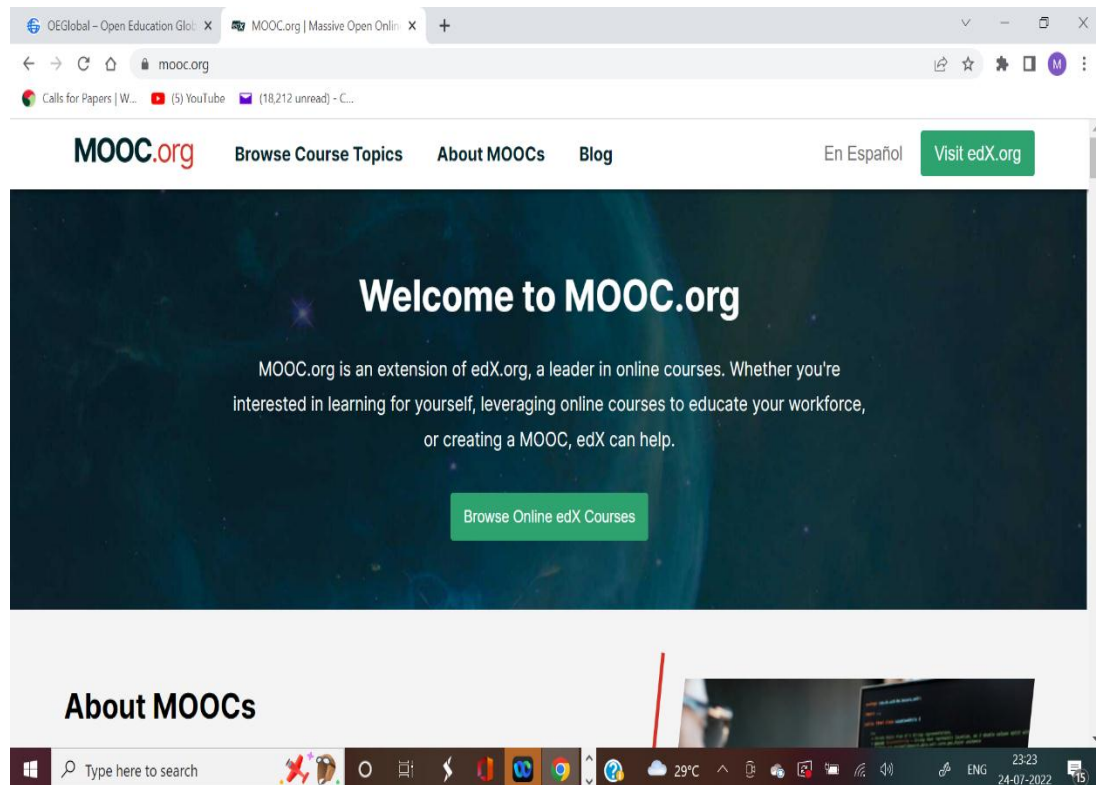 OEGlobal – Open Education Glob
MOOC.org | Massive Open Onlin
mooc.org
M
Calls for Papers | W...
(5) YouTube
(18,212 unread) - C...
MOOC.org
Browse Course Topics
About MOOCs
Blog
En Español
Visit edX.org
Welcome to MOOC.org
MOOC.org is an extension of edX.org, a leader in online courses. Whether you're
interested in learning for yourself, leveraging online courses to educate your workforce,
or creating a MOOC, edX can help.
Browse Online edX Courses
About MOOCs
Type here to search
29°C
ENG
23:23
24-07-2022
15